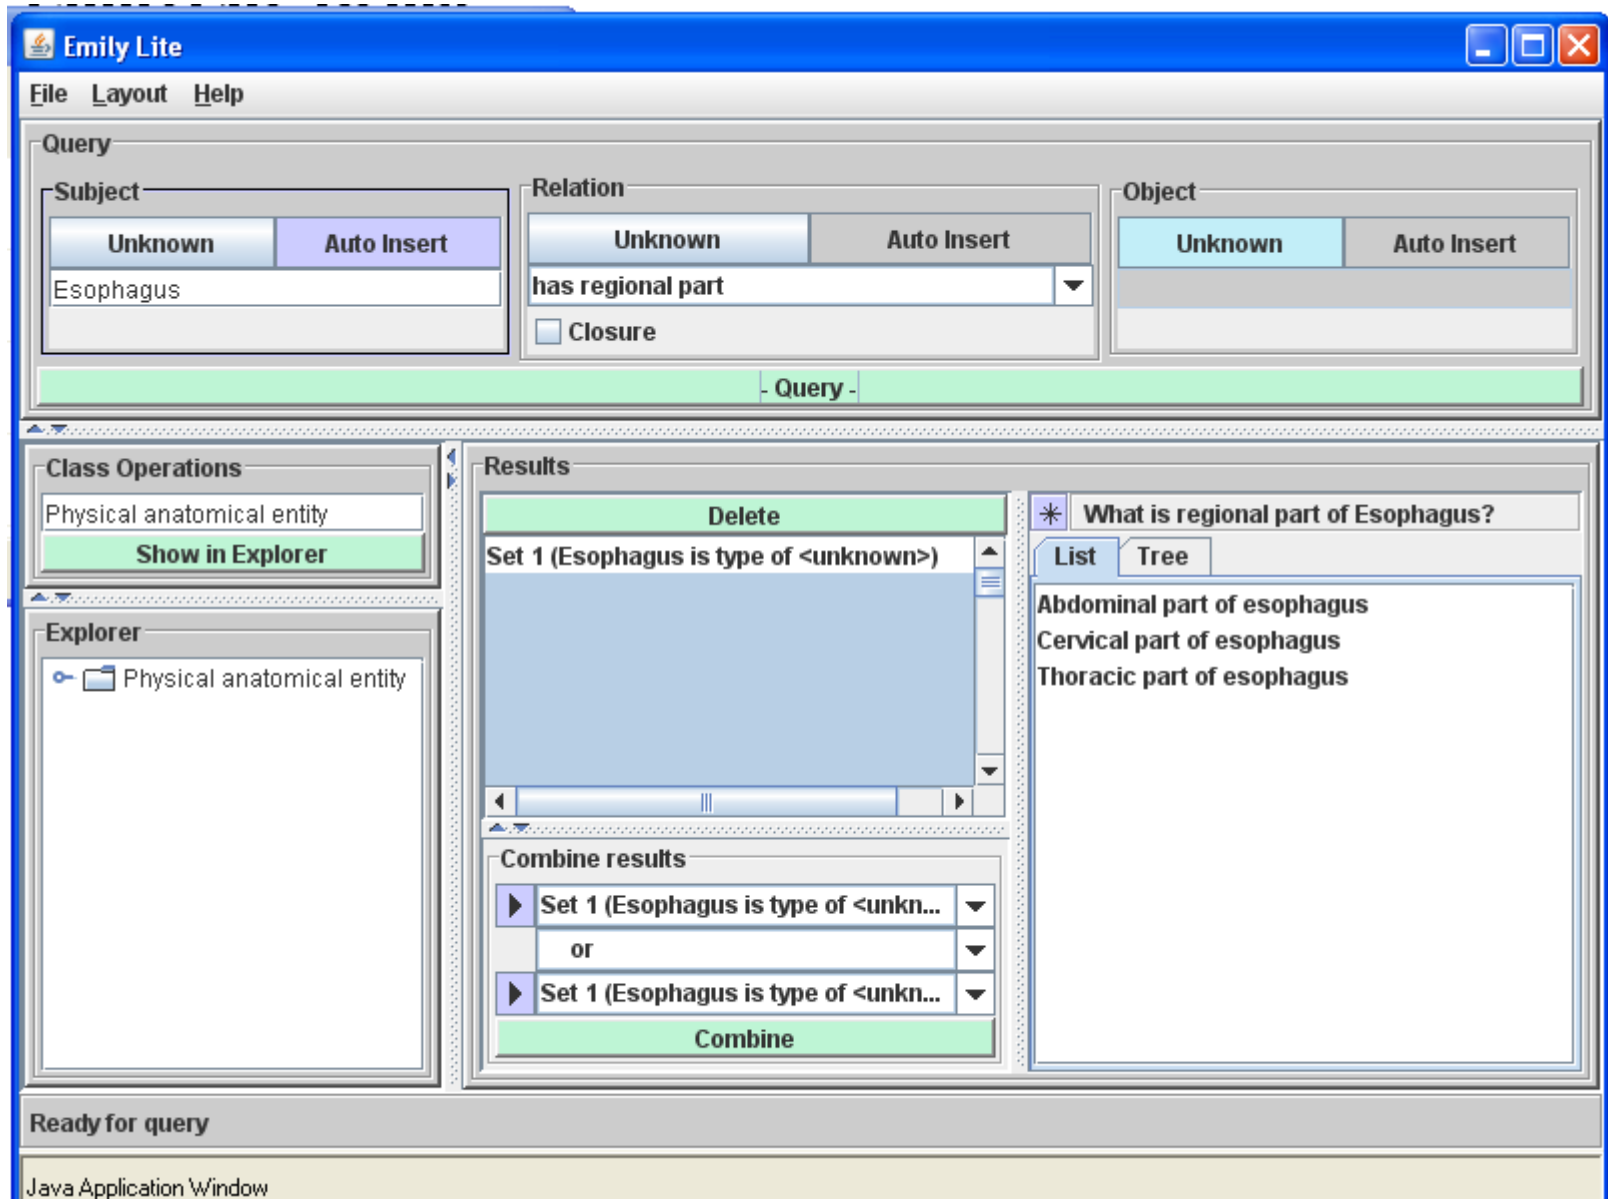 Emily Lite
File Layout Help
Query
Subject
Unknown Auto Insert
Esophagus
Relation
Unknown Auto Insert
has regional part
Closure
Object
Unknown Auto Insert
- Query -
Class Operations
Physical anatomical entity
Show in Explorer
Explorer
Physical anatomical entity
Results
Delete
Set 1 (Esophagus is type of <unknown>)
Combine results
Set 1 (Esophagus is type of <unkn...
or
Set 1 (Esophagus is type of <unkn...
Combine
What is regional part of Esophagus?
List Tree
Abdominal part of esophagus
Cervical part of esophagus
Thoracic part of esophagus
Ready for query
Java Application Window